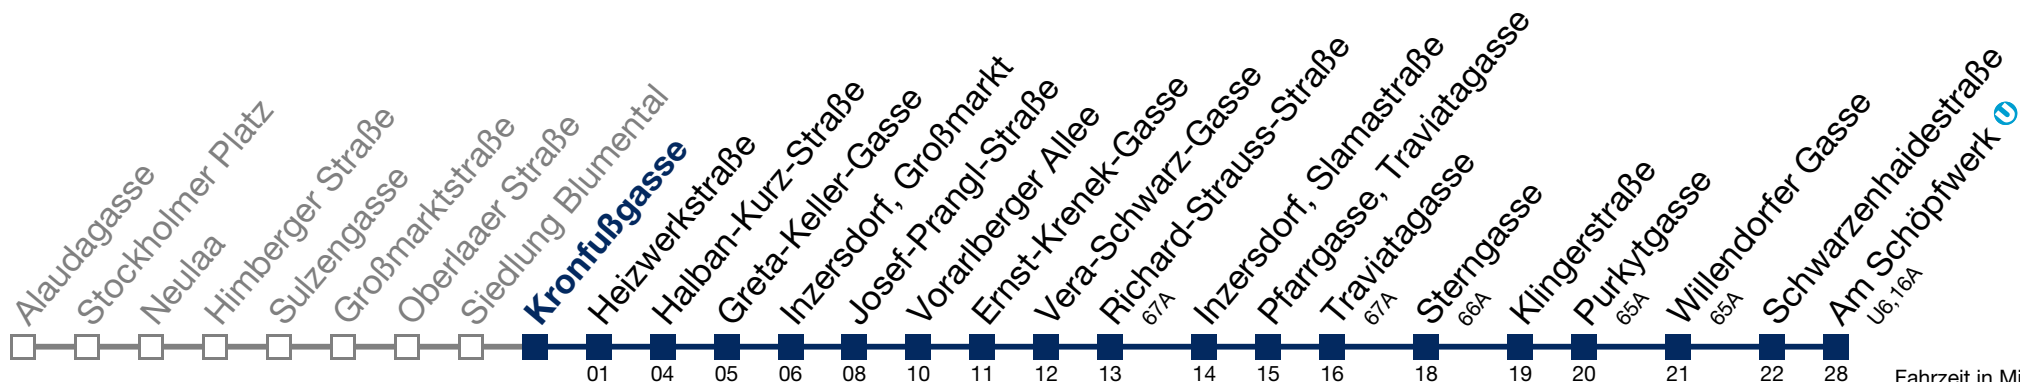 Alaudagasse
Stockholmer Platz
Neulaa
Himberger Straße
Sulzengasse
Großmarktstraße
Oberlaaer Straße
Siedlung Blumental
Kronfußgasse
Heizwerkstraße
Halban-Kurz-Straße
Greta-Keller-Gasse
Inzersdorf, Großmarkt
Josef-Prangl-Straße
Vorarlberger Allee
Ernst-Krenek-Gasse
Vera-Schwarz-Gasse
Richard-Strauss-Straße
67A
Inzersdorf, Slamastraße
Pfarrgasse, Traviatagasse
Traviatagasse
67A
Sterngasse
66A
Klingerstraße
Purkytgasse
65A
Willendorfer Gasse
65A
Schwarzenhaidestraße
Am Schöpfwerk U
U6, 16A
01 04 05 06 08 10 11 12 13 14 15 16 18 19 20 21 22 28
Fahrzeit in Mi